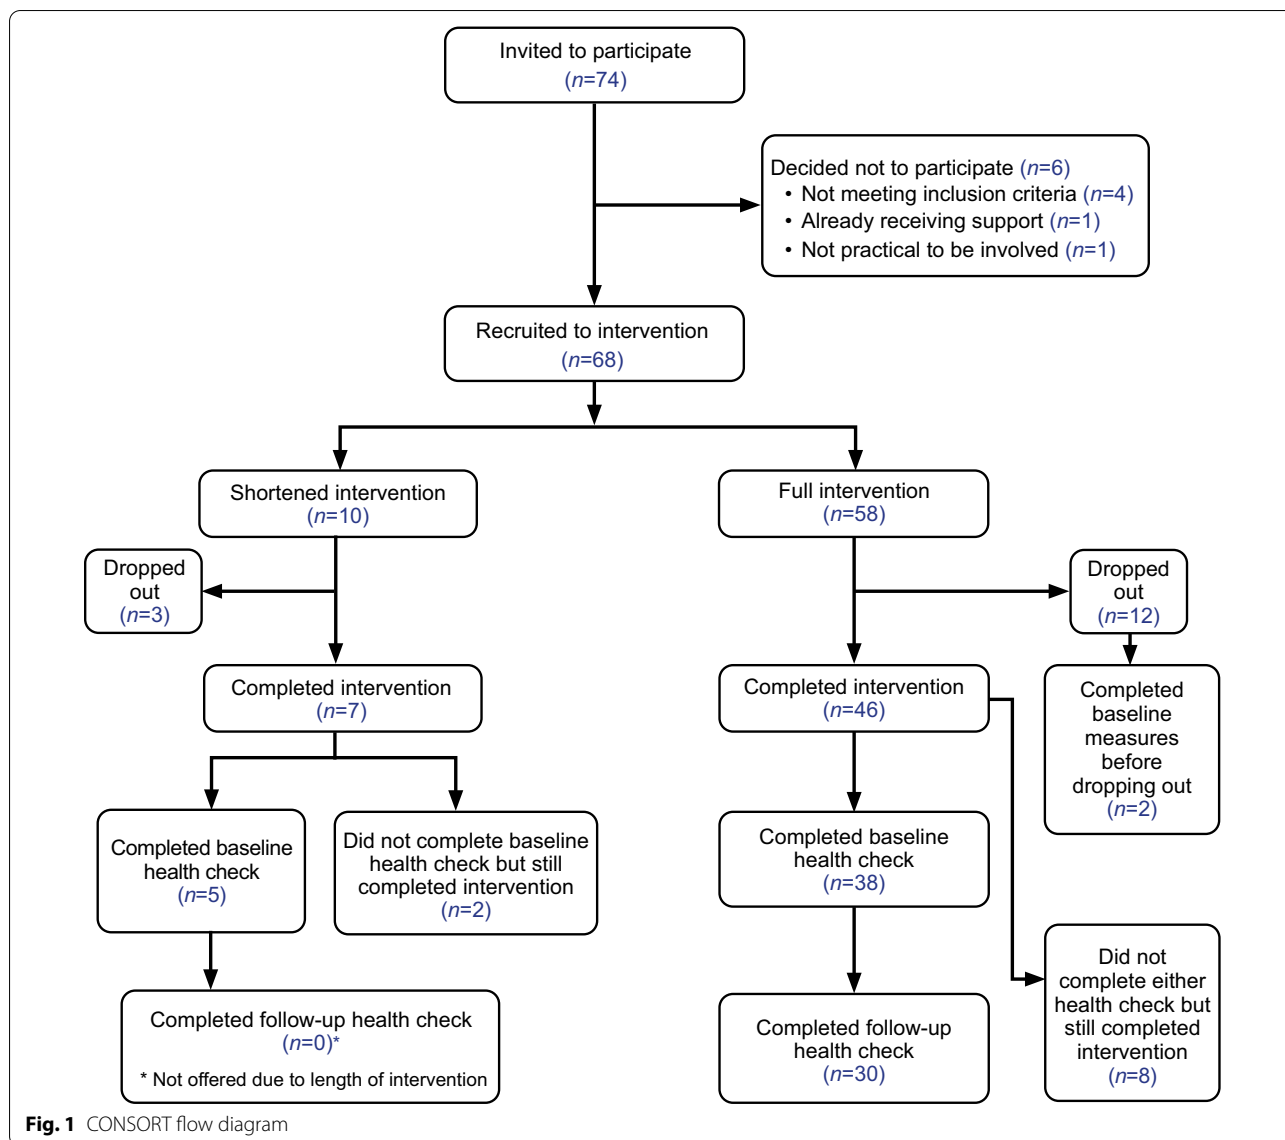 Invited to participate
(n=74)
Decided not to participate (n=6)
• Not meeting inclusion criteria (n=4)
• Already receiving support (n=1)
• Not practical to be involved (n=1)
Recruited to intervention
(n=68)
Shortened intervention
(n=10)
Full intervention
(n=58)
Dropped
out
(n=3)
Dropped
out
(n=12)
Completed intervention
(n=7)
Completed intervention
(n=46)
Completed
baseline
measures
before
dropping out
(n=2)
Completed baseline
health check
(n=5)
Did not complete baseline
health check but still
completed intervention
(n=2)
Completed baseline
health check
(n=38)
Did not
complete either
health check but
still completed
intervention
(n=8)
Completed follow-up health check
(n=0)*
* Not offered due to length of intervention
Completed follow-up
health check
(n=30)
Fig. 1 CONSORT flow diagram